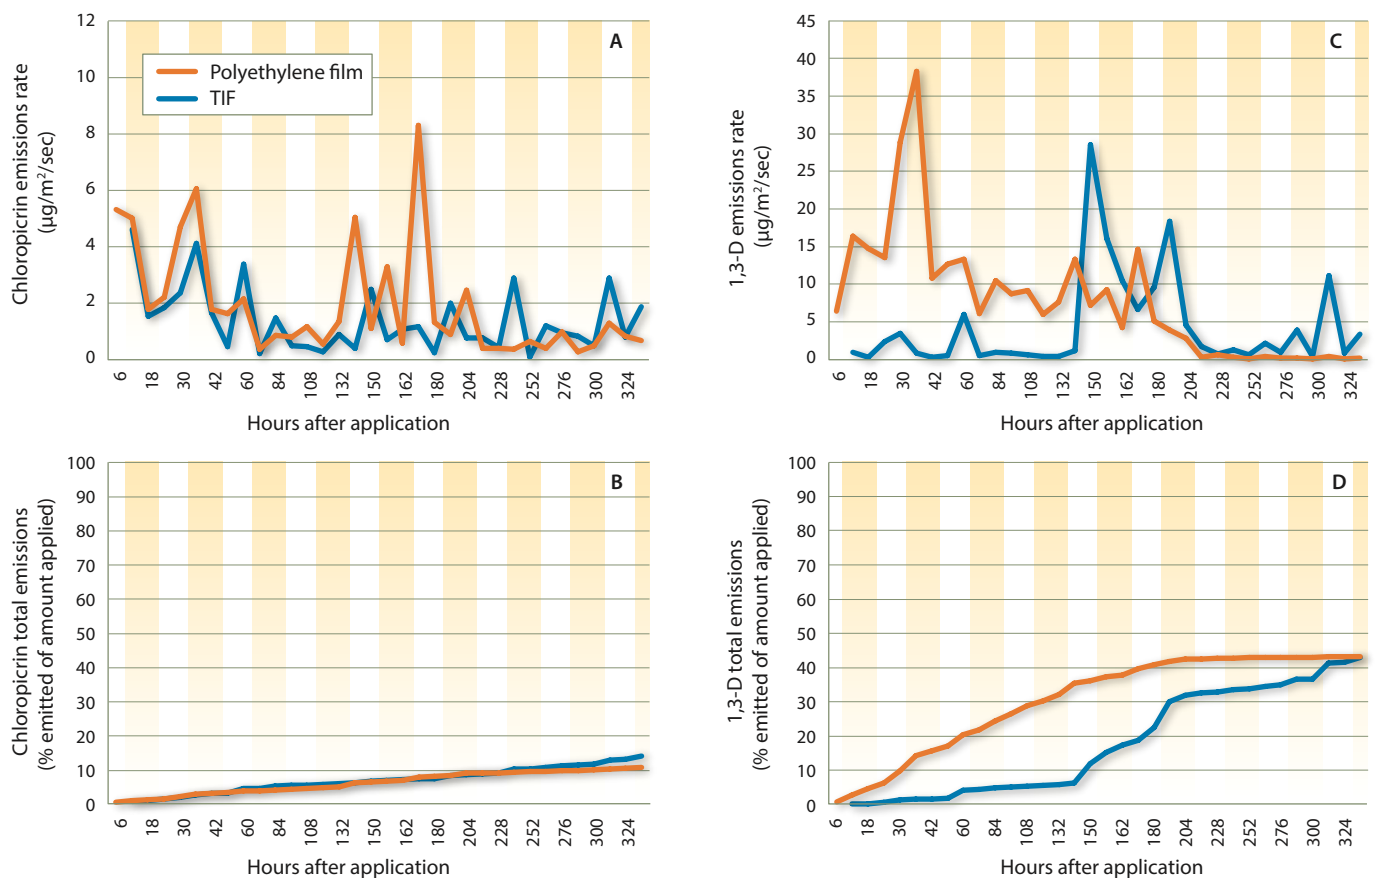 A
Polyethylene film
TIF
Chloropicrin emissions rate
(µg/m²/sec)
12
10
8
6
4
2
0
6 18 30 42 60 84 108 132 150 162 180 204 228 252 276 300 324
Hours after application
C
1,3-D emissions rate
(µg/m²/sec)
45
40
35
30
25
20
15
10
5
0
6 18 30 42 60 84 108 132 150 162 180 204 228 252 276 300 324
Hours after application
B
Chloropicrin total emissions
(% emitted of amount applied)
100
90
80
70
60
50
40
30
20
10
0
6 18 30 42 60 84 108 132 150 162 180 204 228 252 276 300 324
Hours after application
D
1,3-D total emissions
(% emitted of amount applied)
100
90
80
70
60
50
40
30
20
10
0
6 18 30 42 60 84 108 132 150 162 180 204 228 252 276 300 324
Hours after application